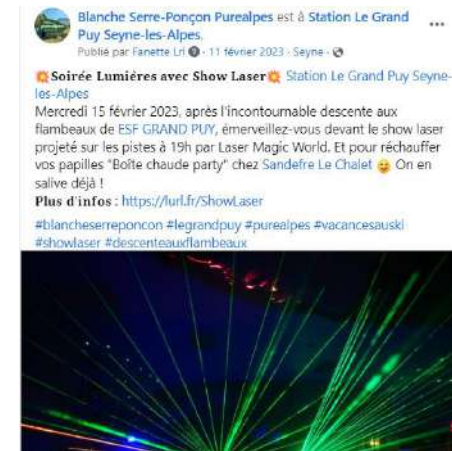 Blanche Serre-Ponçon Purealpes est à Station Le Grand
Puy Seyne-les-Alpes.
Publié par Fanette Lri · 11 février 2023 · Seyne ·
💥Soirée Lumières avec Show Laser💥 Station Le Grand Puy Seyne-
les-Alpes
Mercredi 15 février 2023, après l'incontournable descente aux
flambeaux de ESF GRAND PUY, émerveillez-vous devant le show laser
projeté sur les pistes à 19h par Laser Magic World. Et pour réchauffer
vos papilles "Boîte chaude party" chez Sandefre Le Chalet 😋 On en
salive déjà !
Plus d'infos : https://lurl.fr/ShowLaser
#blancheserreponcon #legrandpuy #purealpes #vacancesauski
#showlaser #descenteauxflambeaux